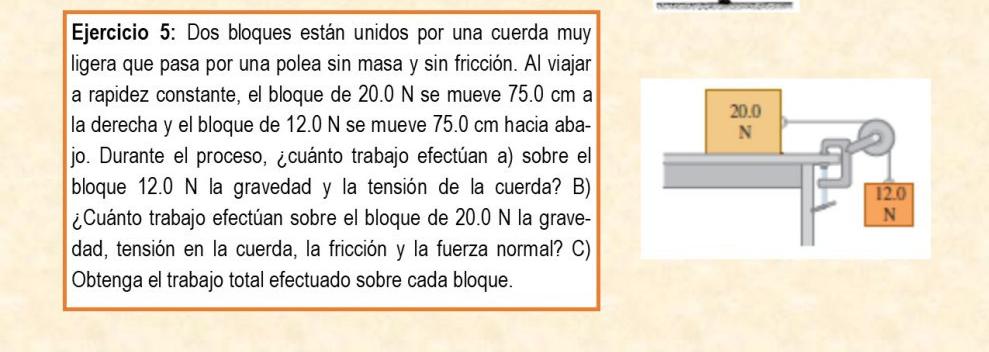 Ejercicio 5: Dos bloques están unidos por una cuerda muy
ligera que pasa por una polea sin masa y sin fricción. Al viajar
a rapidez constante, el bloque de 20.0 N se mueve 75.0 cm a
la derecha y el bloque de 12.0 N se mueve 75.0 cm hacia aba-
jo. Durante el proceso, ¿cuánto trabajo efectúan a) sobre el
bloque 12.0 N la gravedad y la tensión de la cuerda? B)
¿Cuánto trabajo efectúan sobre el bloque de 20.0 N la grave-
dad, tensión en la cuerda, la fricción y la fuerza normal? C)
Obtenga el trabajo total efectuado sobre cada bloque.
20.0
N
12.0
N